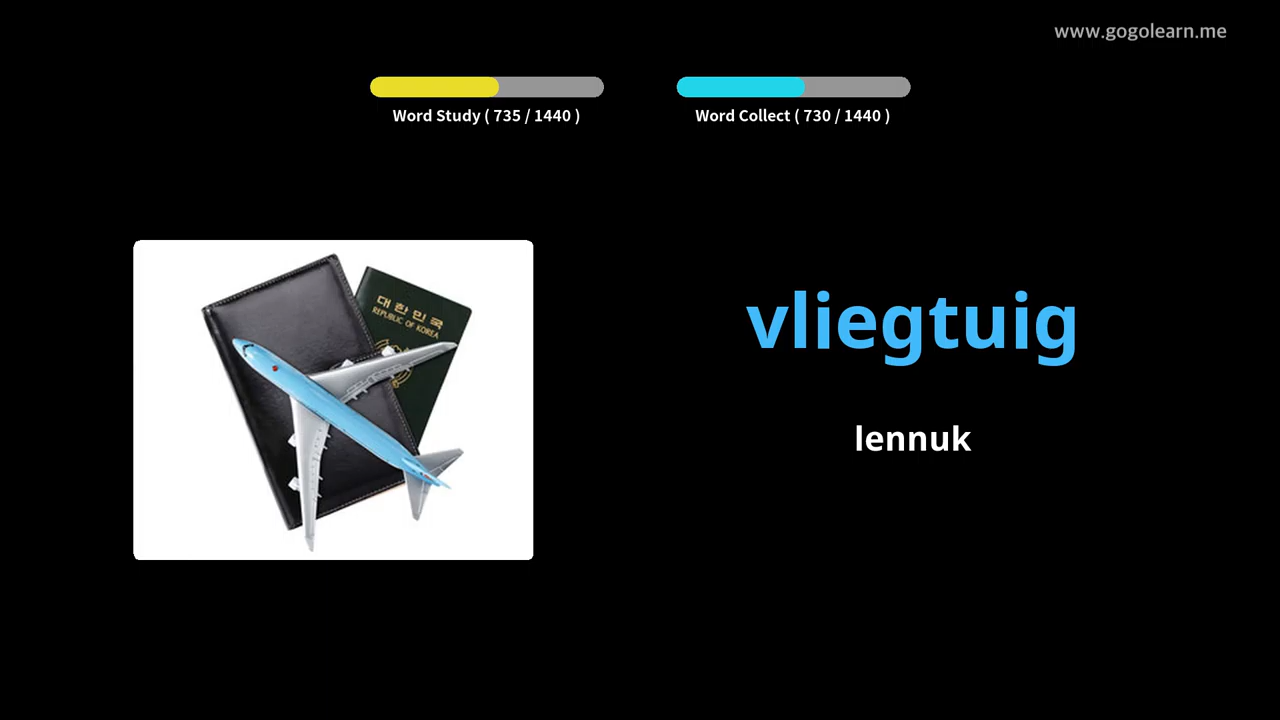 www.gogolearn.me
Word Study ( 735 / 1440 )
Word Collect ( 730 / 1440 )
대한민국
REPUBLIC OF KOREA
vliegtuig
lennuk